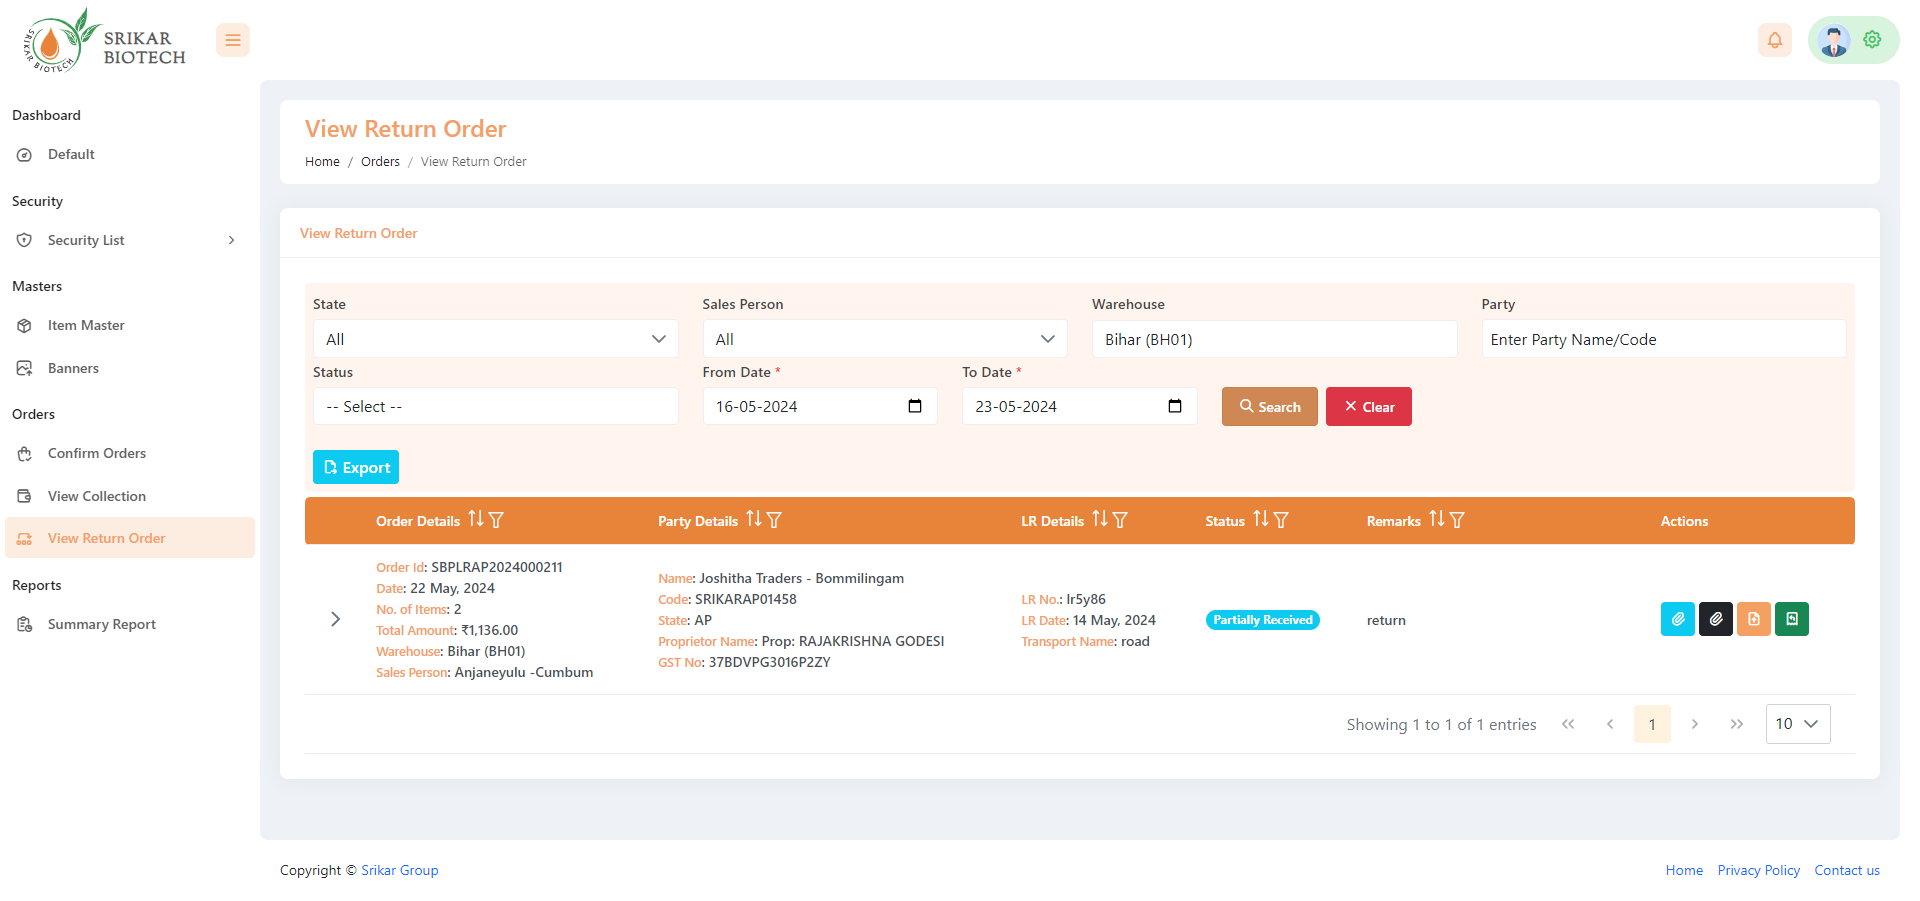 SRIKAR BIOTECH
SRIKAR
BIOTECH
Dashboard
Default
Security
Security List
Masters
Item Master
Banners
Orders
Confirm Orders
View Collection
View Return Order
Reports
Summary Report
View Return Order
Home / Orders / View Return Order
View Return Order
State Sales Person Warehouse Party
All All Bihar (BH01) Enter Party Name/Code
Status From Date * To Date *
-- Select -- 16-05-2024 23-05-2024 Search Clear
Export
Order Details Party Details LR Details Status Remarks Actions
Order Id: SBPLRAP2024000211
Date: 22 May, 2024
No. of Items: 2
Total Amount: ₹1,136.00
Warehouse: Bihar (BH01)
Sales Person: Anjaneyulu -Cumbum
Name: Joshitha Traders - Bommilingam
Code: SRIKARAP01458
State: AP
Proprietor Name: Prop: RAJAKRISHNA GODESI
GST No: 37BDVPG3016P2ZY
LR No.: lr5y86
LR Date: 14 May, 2024
Transport Name: road
Partially Received
return
Showing 1 to 1 of 1 entries 1 10
Copyright © Srikar Group
Home Privacy Policy Contact us